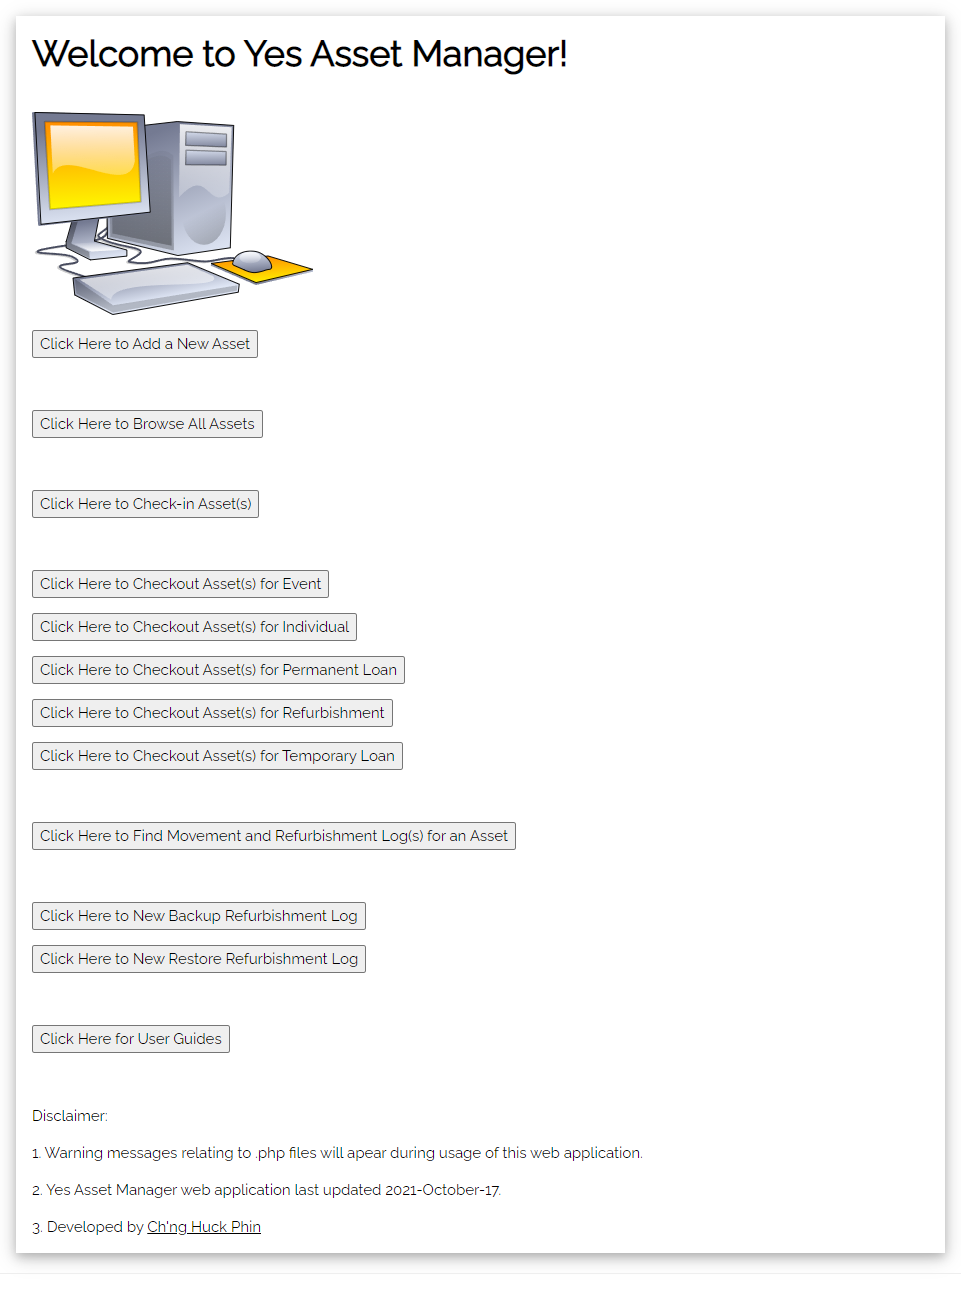 Welcome to Yes Asset Manager!
Click Here to Add a New Asset
Click Here to Browse All Assets
Click Here to Check-in Asset(s)
Click Here to Checkout Asset(s) for Event
Click Here to Checkout Asset(s) for Individual
Click Here to Checkout Asset(s) for Permanent Loan
Click Here to Checkout Asset(s) for Refurbishment
Click Here to Checkout Asset(s) for Temporary Loan
Click Here to Find Movement and Refurbishment Log(s) for an Asset
Click Here to New Backup Refurbishment Log
Click Here to New Restore Refurbishment Log
Click Here for User Guides
Disclaimer:
1. Warning messages relating to .php files will apear during usage of this web application.
2. Yes Asset Manager web application last updated 2021-October-17.
3. Developed by Ch'ng Huck Phin